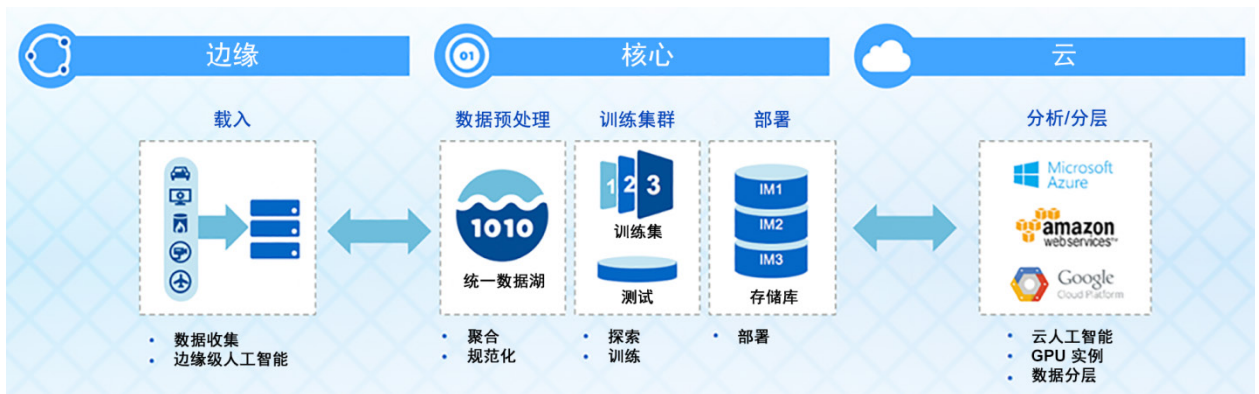 边缘
载入
数据收集
边缘级人工智能
01
核心
数据预处理
1010
统一数据湖
聚合
规范化
训练集群
1 2 3
训练集
测试
探索
训练
部署
IM1
IM2
IM3
存储库
部署
云
分析/分层
Microsoft
Azure
amazon
webservices™
Google
Cloud Platform
云人工智能
GPU 实例
数据分层